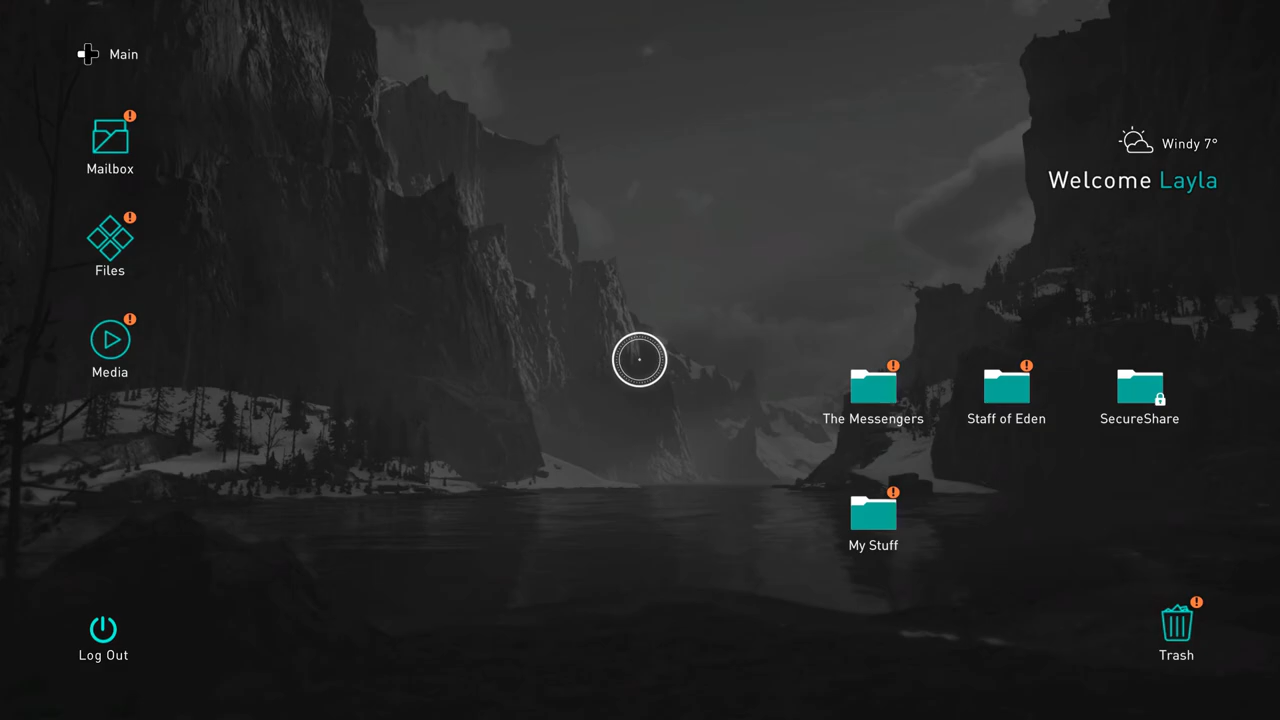 Main
Mailbox
Files
Media
Log Out
Windy 7°
Welcome Layla
The Messengers
Staff of Eden
SecureShare
My Stuff
Trash